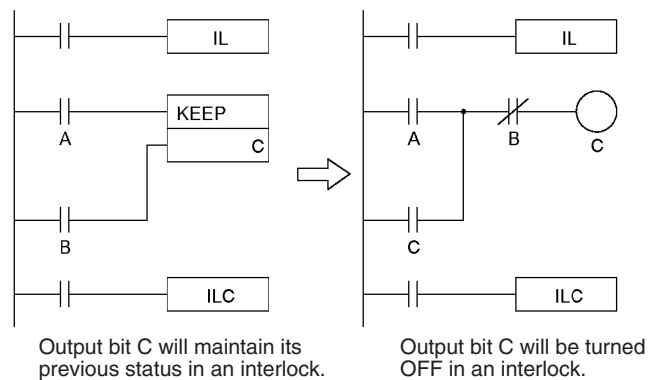 IL
A
KEEP
C
B
ILC
Output bit C will maintain its
previous status in an interlock.
IL
A
B
C
C
ILC
Output bit C will be turned
OFF in an interlock.